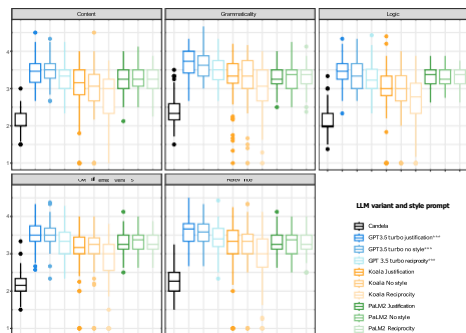 Content
Grammaticality
Logic
4
3
2
1
4
3
2
1
LLM variant and style prompt
Candela
GPT3.5 turbo justification***
GPT3.5 turbo no style***
GPT 3.5 turbo reciprocity***
Koala Justification
Koala No style
Koala Reciprocity
PaLM2 Justification
PaLM2 No style
PaLM2 Reciprocity